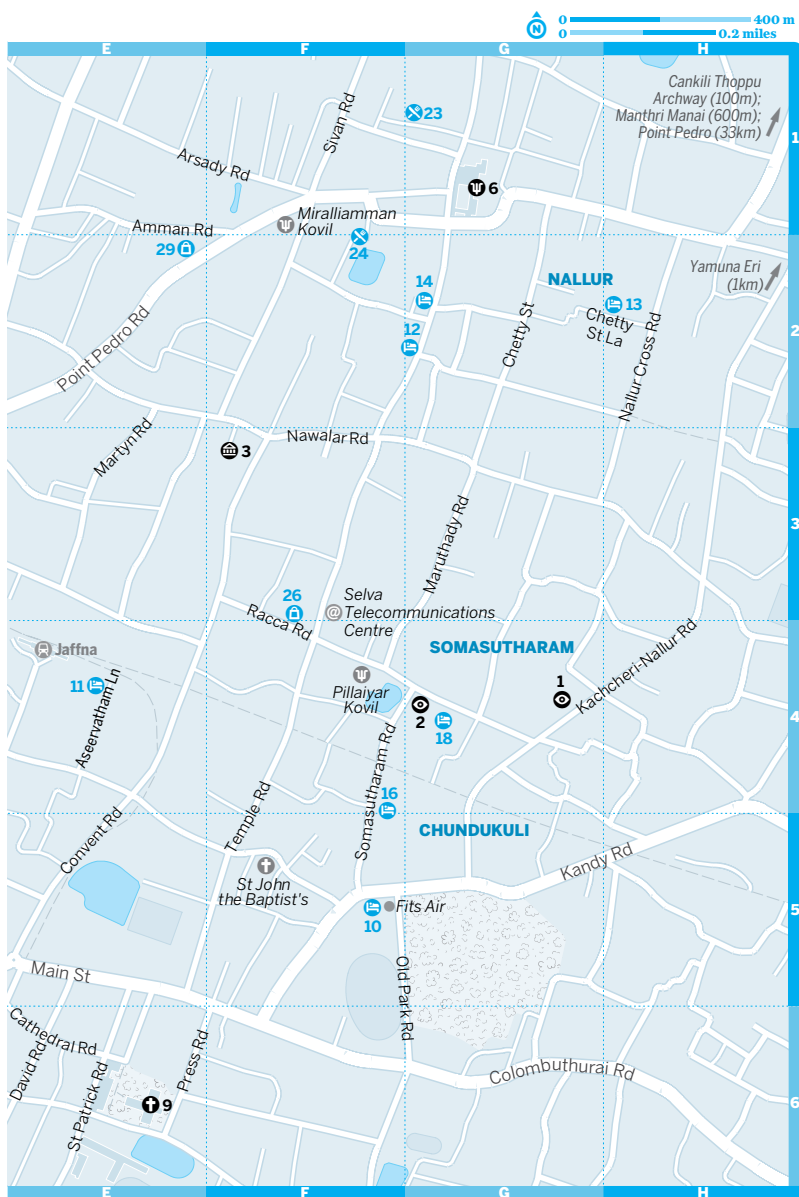 N
0
400 m
0
0.2 miles
E
F
G
H
Cankili Thoppu
Archway (100m);
Manthri Manai (600m);
Point Pedro (33km)
1
Sivan Rd
23
Arsady Rd
6
Miralliamman
Kovil
Amman Rd
29
24
Yamuna Eri
(1km)
NALLUR
14
13
Chetty
St La
12
Chetty St
Nallur Cross Rd
2
Point Pedro Rd
Martyn Rd
3
Nawalar Rd
Maruthady Rd
3
26
Selva
Telecommunications
Centre
@
Racca Rd
SOMASUTHARAM
Jaffna
11
Aseervatham Ln
Pillaiyar
Kovil
2
18
1
Kachcheri-Nallur Rd
4
16
Somasutharam Rd
Temple Rd
CHUNDUKULI
Convent Rd
Kandy Rd
St John
the Baptist's
10
Fits Air
5
Main St
Old Park Rd
Cathedral Rd
David Rd
St Patrick Rd
Press Rd
9
Colombuthurai Rd
6
E
F
G
H